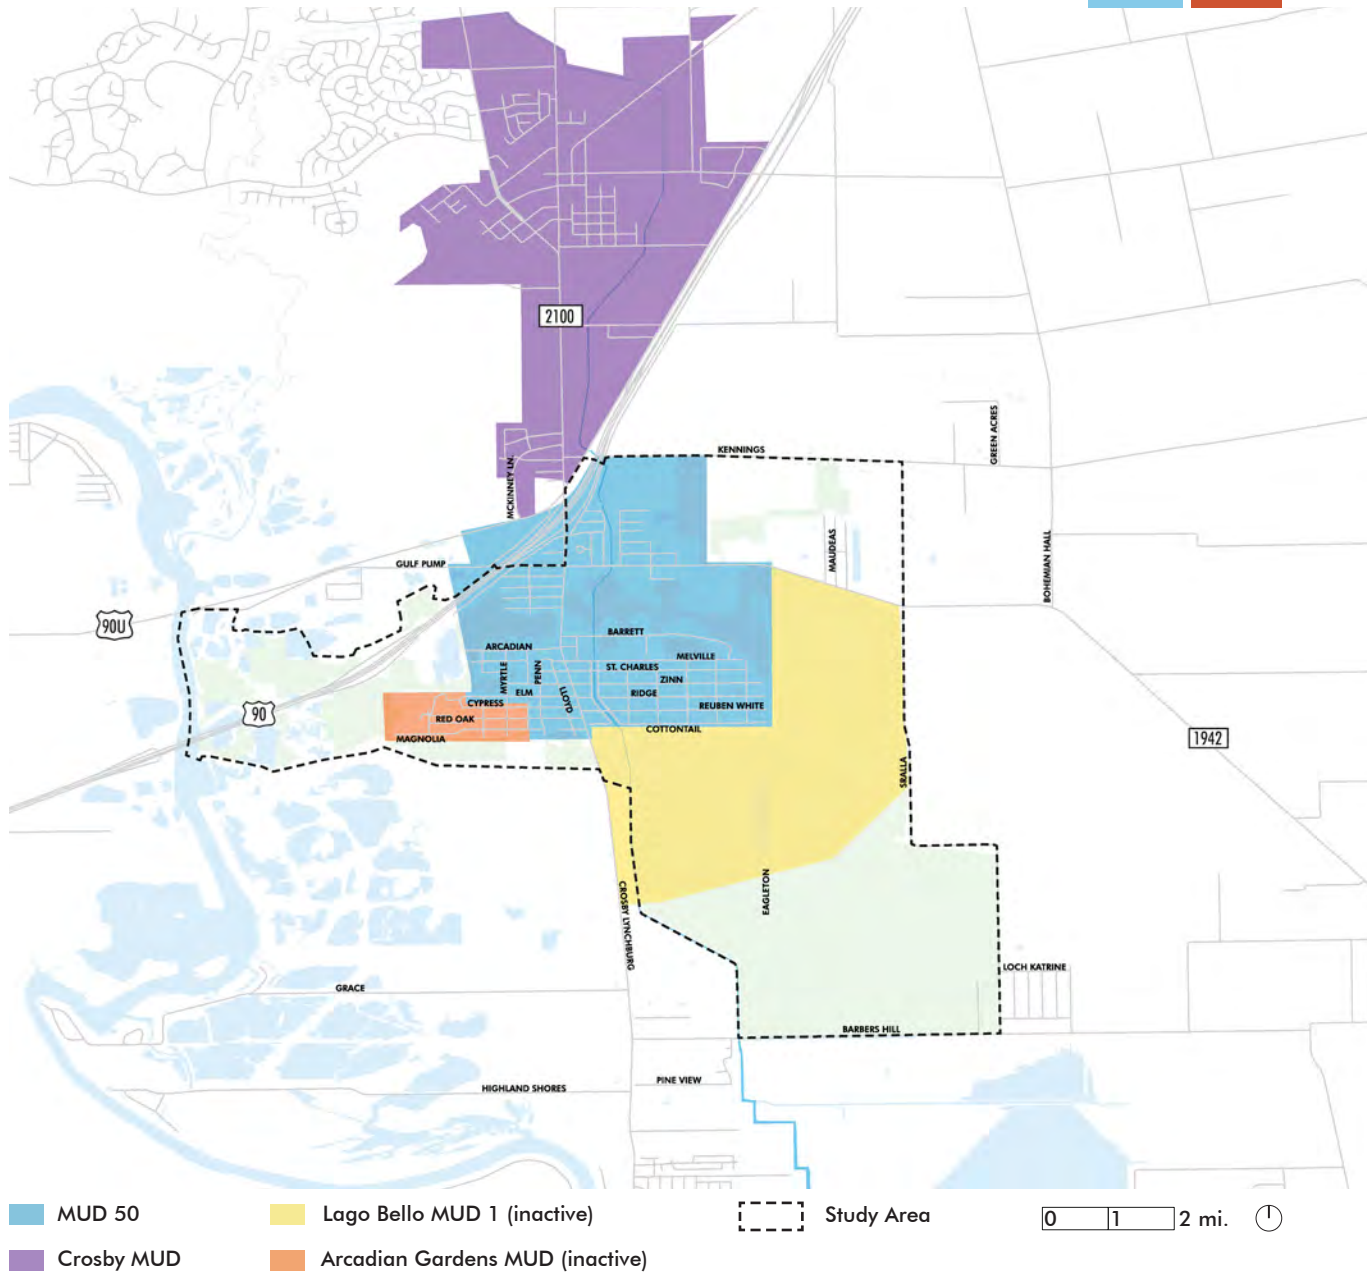 2100
KENNINGS
GREEN ACRES
MCKINNEY LN.
MAUDEAS
BOHEMIAN HALL
GULF PUMP
90U
BARRETT
ARCADIAN
MELVILLE
ST. CHARLES
MYRTLE
PENN
ZINN
ELM
LLOYD
RIDGE
CYPRESS
REUBEN WHITE
90
RED OAK
COTTONTAIL
MAGNOLIA
1942
SRALLA
EAGLETON
CROSBY LYNCHBURG
LOCH KATRINE
GRACE
BARBERS HILL
PINE VIEW
HIGHLAND SHORES
MUD 50
Lago Bello MUD 1 (inactive)
Study Area
0 1 2 mi.
Crosby MUD
Arcadian Gardens MUD (inactive)